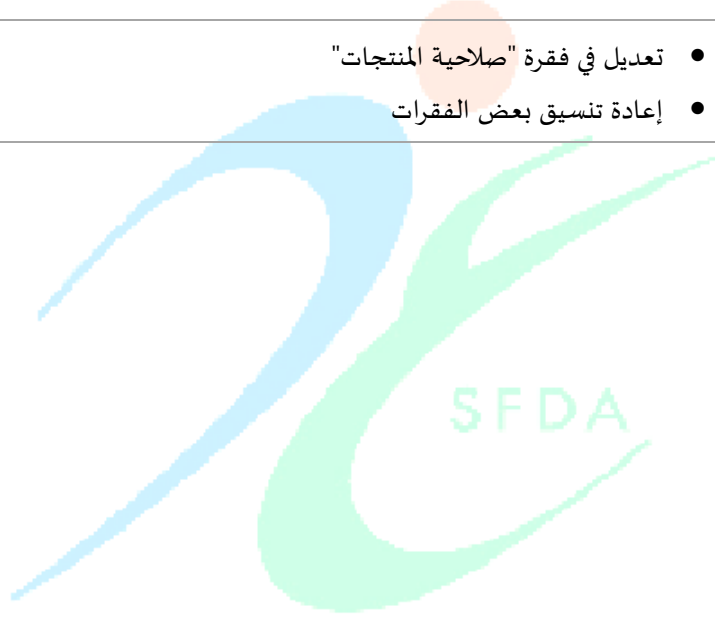 ● تعديل في فقرة "صلاحية المنتجات"
● إعادة تنسيق بعض الفقرات
SFDA